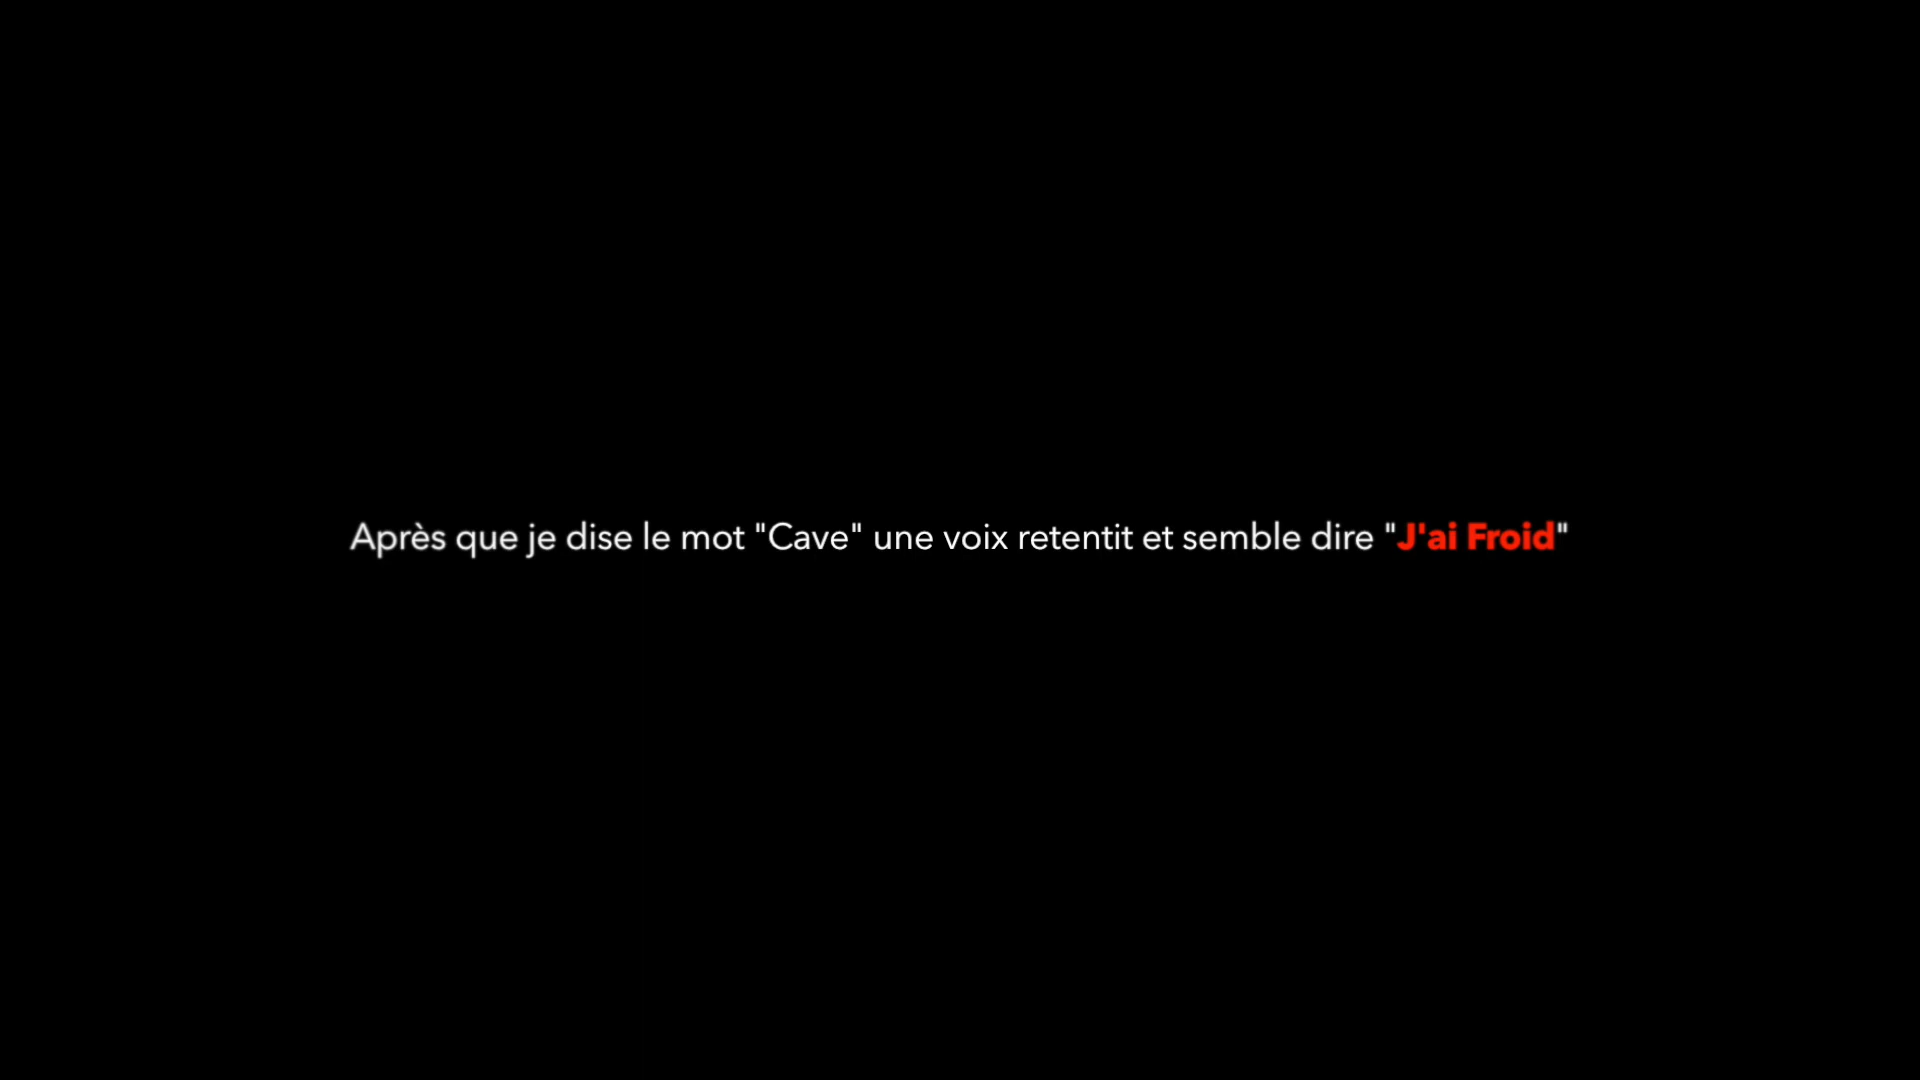 Après que je dise le mot "Cave" une voix retentit et semble dire "J'ai Froid"